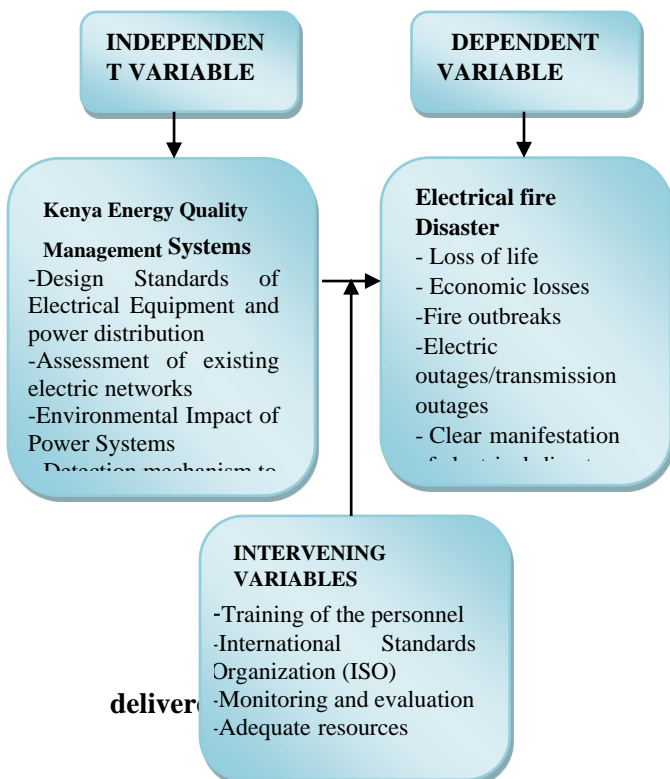 INDEPENDEN
T VARIABLE
DEPENDENT
VARIABLE
Kenya Energy Quality
Management Systems
-Design Standards of
Electrical Equipment and
power distribution
-Assessment of existing
electric networks
-Environmental Impact of
Power Systems
-Detection mechanism to
Electrical fire
Disaster
- Loss of life
- Economic losses
-Fire outbreaks
-Electric
outages/transmission
outages
- Clear manifestation
INTERVENING
VARIABLES
-Training of the personnel
-International Standards
Organization (ISO)
-Monitoring and evaluation
-Adequate resources